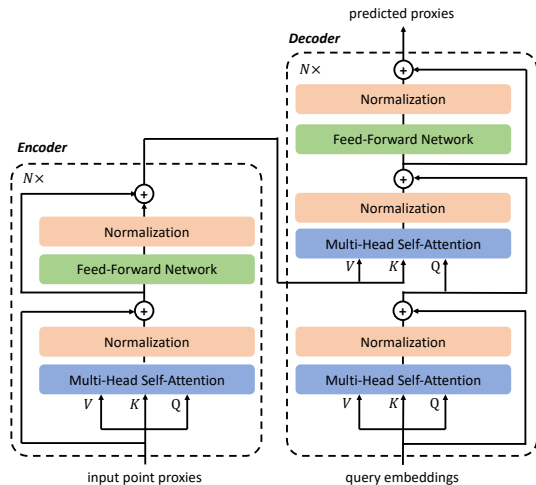 predicted proxies
Decoder
N×
Normalization
Feed-Forward Network
Normalization
Multi-Head Self-Attention
V K Q
Normalization
Multi-Head Self-Attention
V K Q
query embeddings
Encoder
N×
Normalization
Feed-Forward Network
Normalization
Multi-Head Self-Attention
V K Q
input point proxies